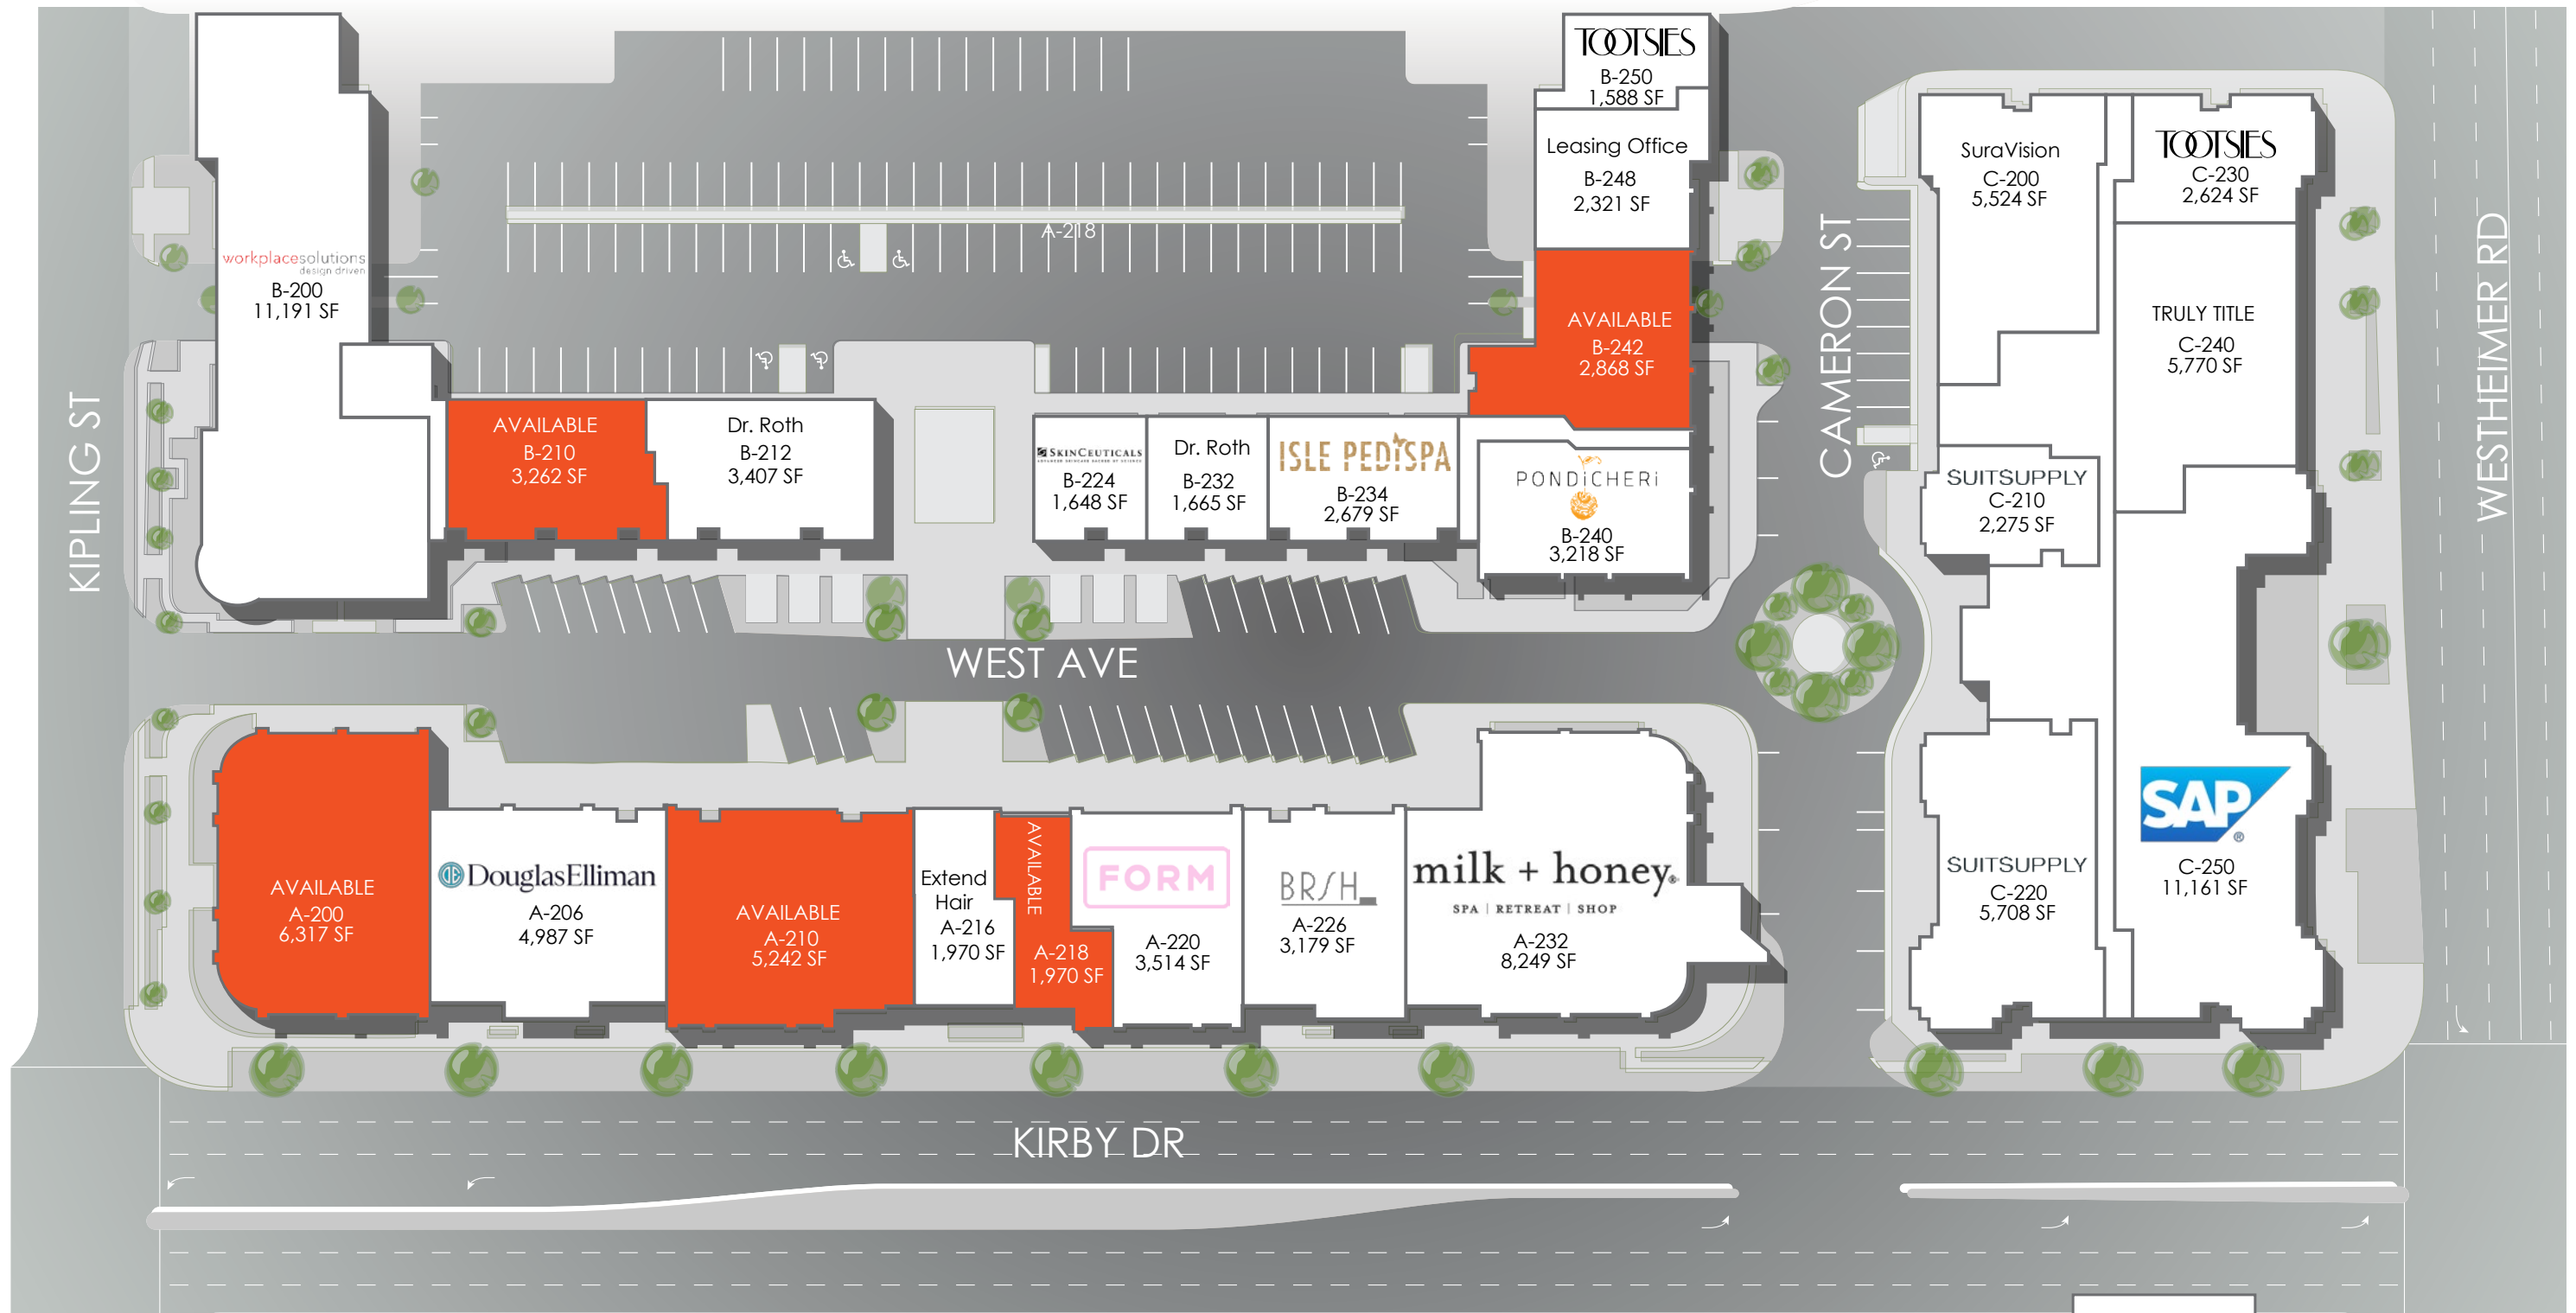 TOOTSIES
B-250
1,588 SF
Leasing Office
B-248
2,321 SF
AVAILABLE
B-242
2,868 SF
SuraVision
C-200
5,524 SF
TOOTSIES
C-230
2,624 SF
TRULY TITLE
C-240
5,770 SF
A-218
workplacesolutions
design driven
B-200
11,191 SF
AVAILABLE
B-210
3,262 SF
Dr. Roth
B-212
3,407 SF
SKINCEUTICALS
B-224
1,648 SF
Dr. Roth
B-232
1,665 SF
ISLE PEDiSPA
B-234
2,679 SF
PONDiCHERi
B-240
3,218 SF
SUITSUPPLY
C-210
2,275 SF
KIPLING ST
CAMERON ST
WESTHEIMER RD
WEST AVE
AVAILABLE
A-200
6,317 SF
DE DouglasElliman
A-206
4,987 SF
AVAILABLE
A-210
5,242 SF
Extend
Hair
A-216
1,970 SF
AVAILABLE
A-218
1,970 SF
FORM
A-220
3,514 SF
BRSH
A-226
3,179 SF
milk + honey®
SPA | RETREAT | SHOP
A-232
8,249 SF
SUITSUPPLY
C-220
5,708 SF
SAP®
C-250
11,161 SF
KIRBY DR